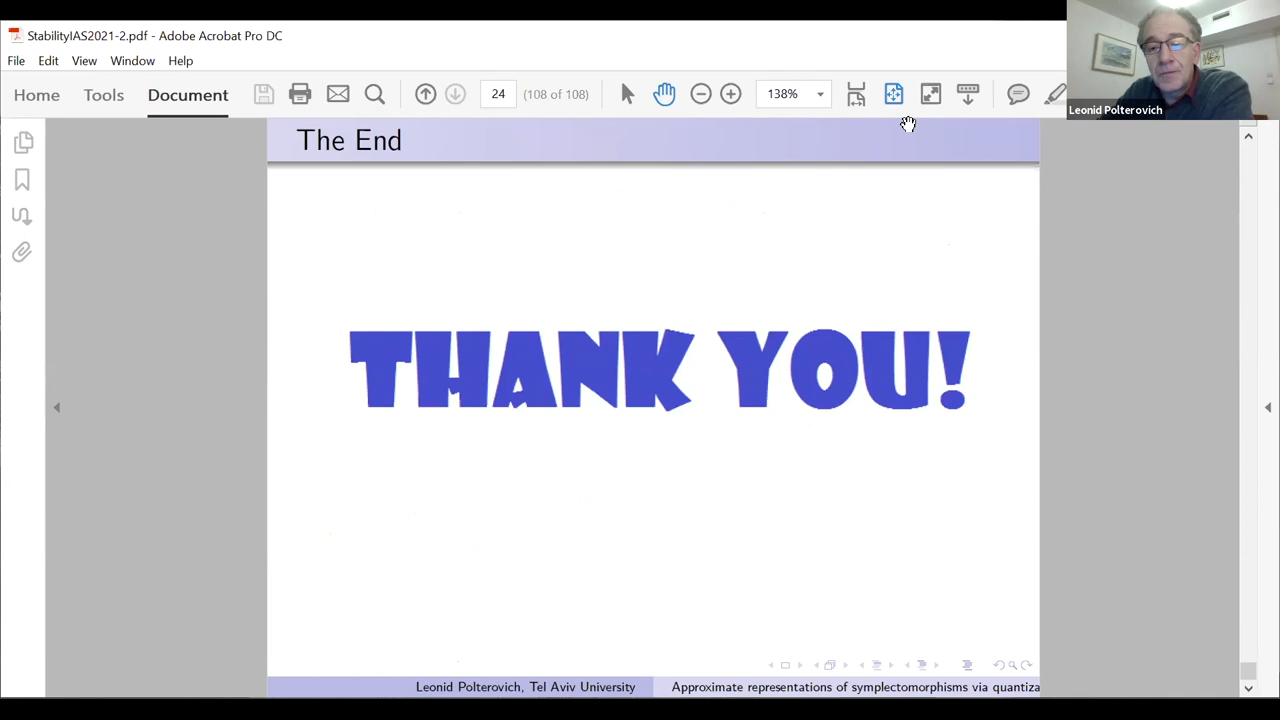 StabilityIAS2021-2.pdf - Adobe Acrobat Pro DC
File Edit View Window Help
Home Tools Document 24 (108 of 108) 138%
Leonid Polterovich
The End
THANK YOU!
Leonid Polterovich, Tel Aviv University Approximate representations of symplectomorphisms via quantiza